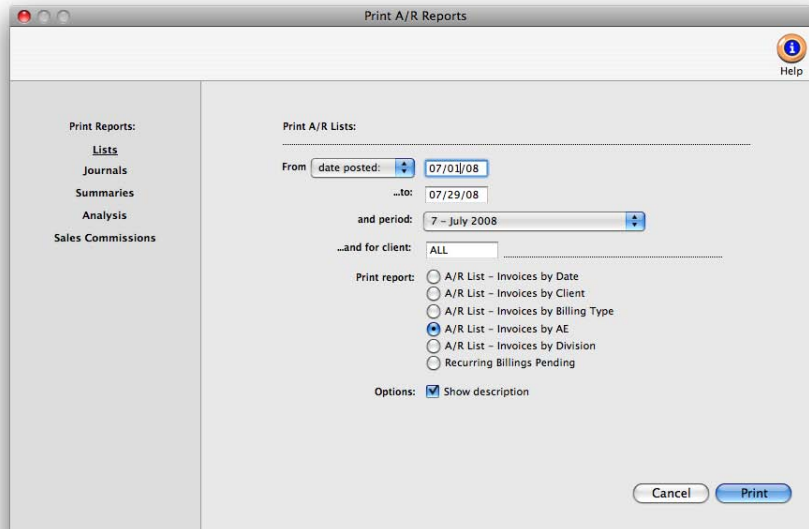 Print A/R Reports
Help
Print Reports:
Lists
Journals
Summaries
Analysis
Sales Commissions
Print A/R Lists:
From date posted: 07/01/08
...to: 07/29/08
and period: 7 - July 2008
...and for client: ALL
Print report: A/R List - Invoices by Date
A/R List - Invoices by Client
A/R List - Invoices by Billing Type
A/R List - Invoices by AE
A/R List - Invoices by Division
Recurring Billings Pending
Options: Show description
Cancel Print